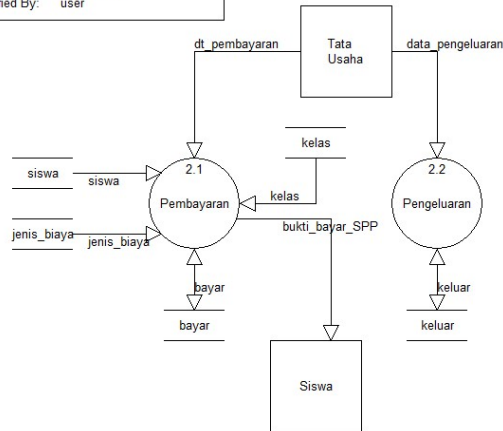 fied By: user
dt_pembayaran
Tata
Usaha
data_pengeluaran
kelas
siswa
siswa
2.1
Pembayaran
kelas
2.2
Pengeluaran
jenis_biaya
jenis_biaya
bukti_bayar_SPP
bayar
keluar
bayar
keluar
Siswa